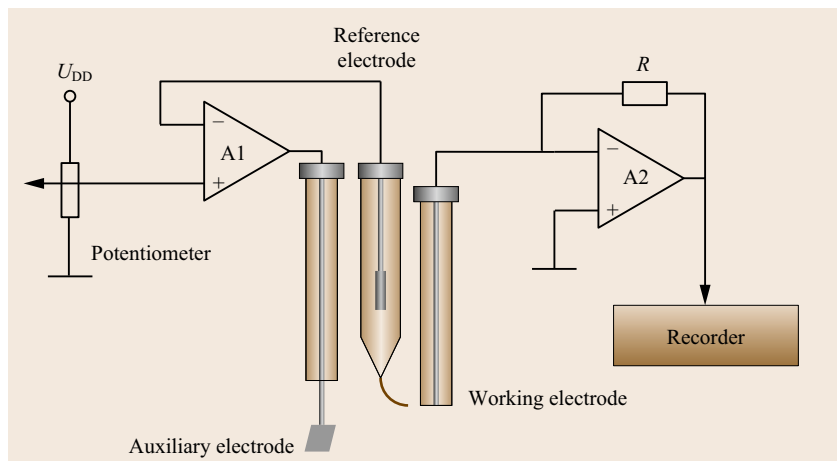 Reference
electrode
U_DD
R
−
A1
+
−
A2
+
Potentiometer
Recorder
Working electrode
Auxiliary electrode